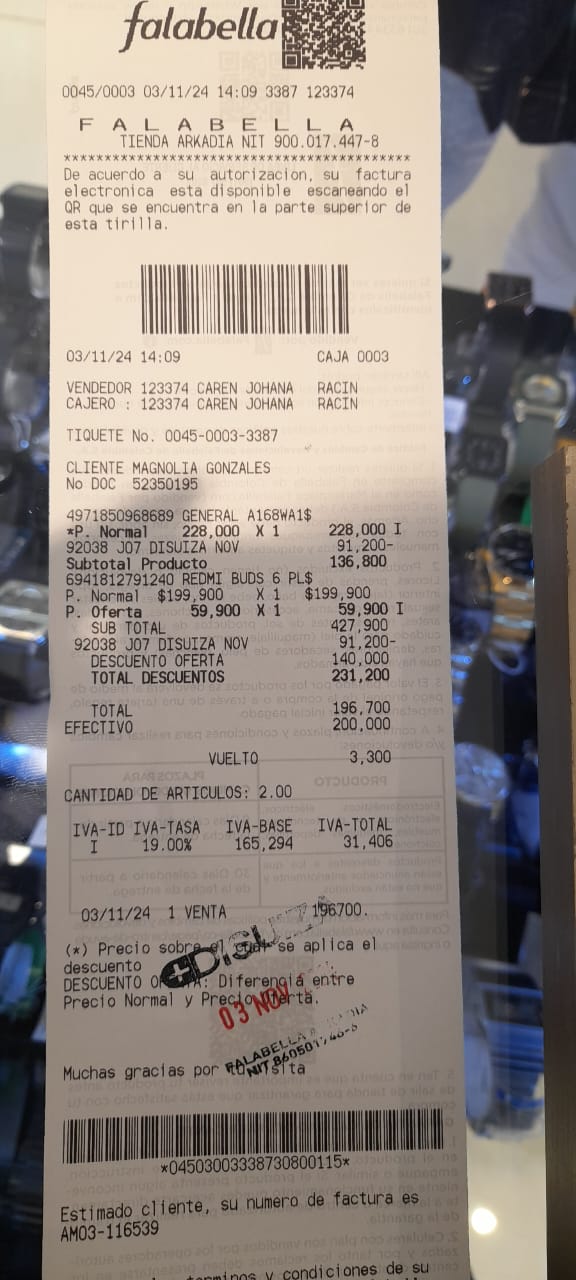 falabella
0045/0003 03/11/24 14:09 3387 123374
F A L A B E L L A
TIENDA ARKADIA NIT 900.017.447-8
******************************************
De acuerdo a su autorizacion, su factura
electronica esta disponible escaneando el
QR que se encuentra en la parte superior de
esta tirilla.
03/11/24 14:09 CAJA 0003
VENDEDOR 123374 CAREN JOHANA RACIN
CAJERO : 123374 CAREN JOHANA RACIN
TIQUETE No. 0045-0003-3387
CLIENTE MAGNOLIA GONZALES
No DOC 52350195
4971850968689 GENERAL A168WA1$
*P. Normal 228,000 X 1 228,000 I
92038 J07 DISUIZA NOV 91,200-
Subtotal Producto 136,800
6941812791240 REDMI BUDS 6 PL$
P. Normal $199,900 X 1 $199,900
P. Oferta 59,900 X 1 59,900 I
SUB TOTAL 427,900
92038 J07 DISUIZA NOV 91,200-
DESCUENTO OFERTA 140,000
TOTAL DESCUENTOS 231,200
TOTAL 196,700
EFECTIVO 200,000
VUELTO 3,300
CANTIDAD DE ARTICULOS: 2.00
IVA-ID IVA-TASA IVA-BASE IVA-TOTAL
I 19.00% 165,294 31,406
03/11/24 1 VENTA 196700.
(*) Precio sobre el cual se aplica el
descuento
DISUIZA
DESCUENTO OFERTA: Diferencia entre
Precio Normal y Precio Oferta.
03 NOV
FALABELLA
NIT
Muchas gracias por visita
*04503003338730800115*
Estimado cliente, su numero de factura es
AM03-116539
terminos y condiciones de su